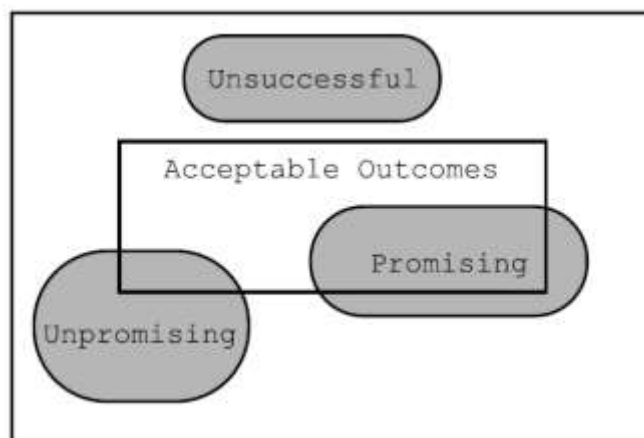 Unsuccessful
Acceptable Outcomes
Promising
Unpromising